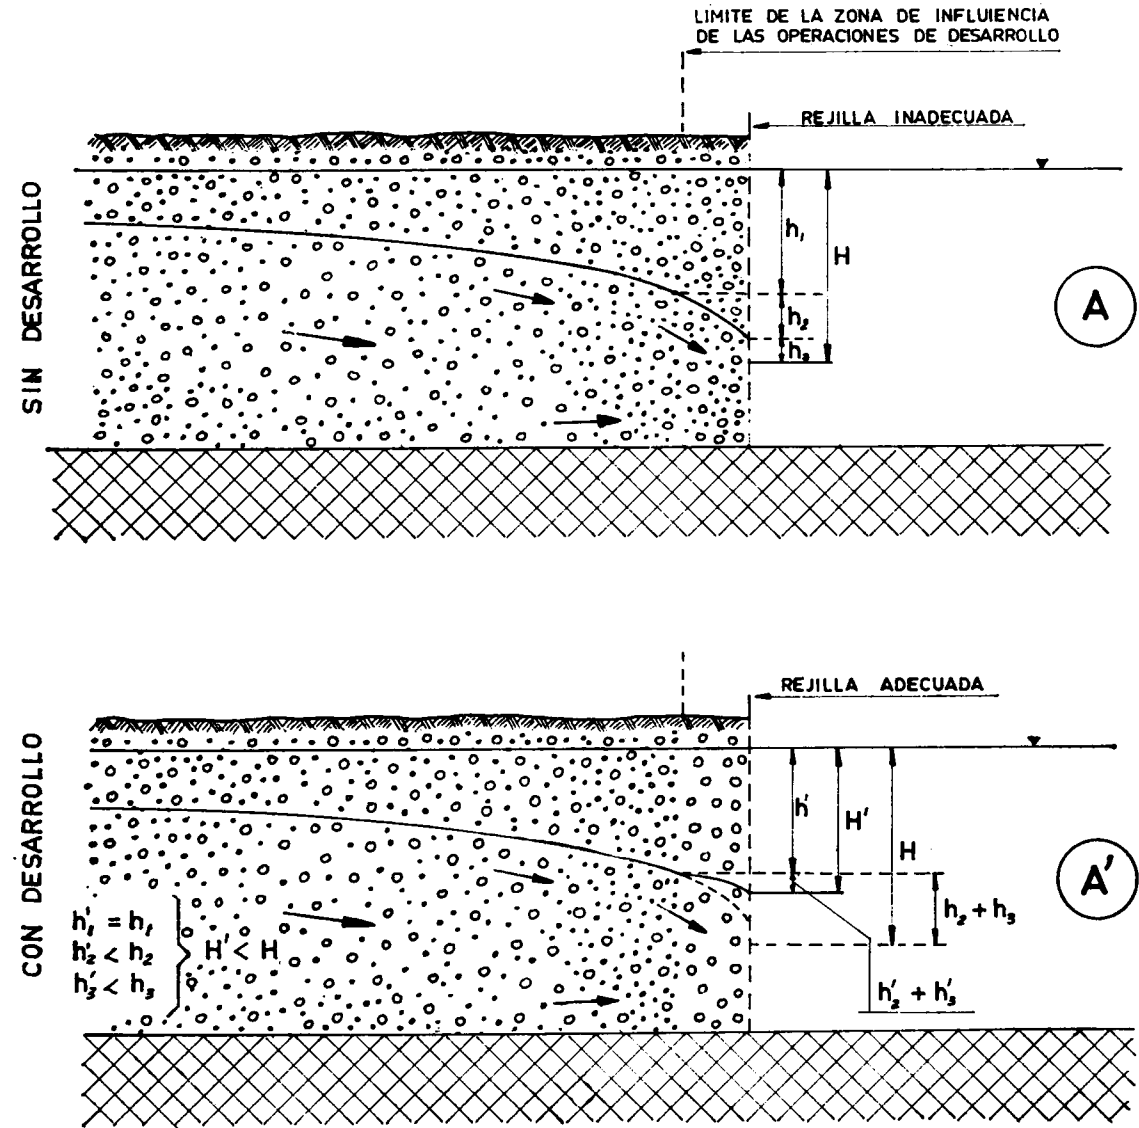 LIMITE DE LA ZONA DE INFLUIENCIA
DE LAS OPERACIONES DE DESARROLLO
REJILLA INADECUADA
SIN DESARROLLO
h₁
H
h₂
h₃
A
REJILLA ADECUADA
CON DESARROLLO
h'
H'
H
A'
h₂ + h₃
h'₁ = h₁
h'₂ < h₂
h'₃ < h₃
H' < H
h'₂ + h'₃